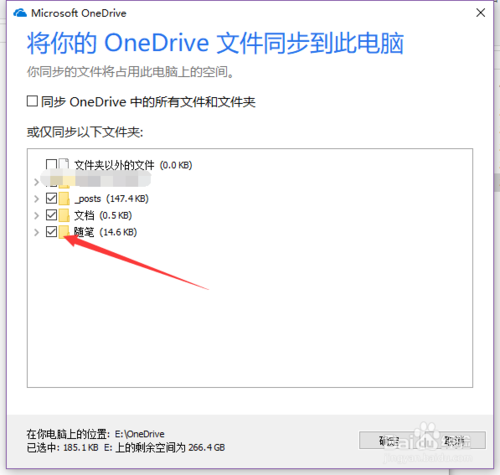 Microsoft OneDrive
将你的 OneDrive 文件同步到此电脑
你同步的文件将占用此电脑上的空间。
同步 OneDrive 中的所有文件和文件夹
或仅同步以下文件夹:
文件夹以外的文件 (0.0 KB)
_posts (147.4 KB)
文档 (0.5 KB)
随笔 (14.6 KB)
在你电脑上的位置: E:\OneDrive
已选中: 185.1 KB E: 上的剩余空间为 266.4 GB
确定 取消